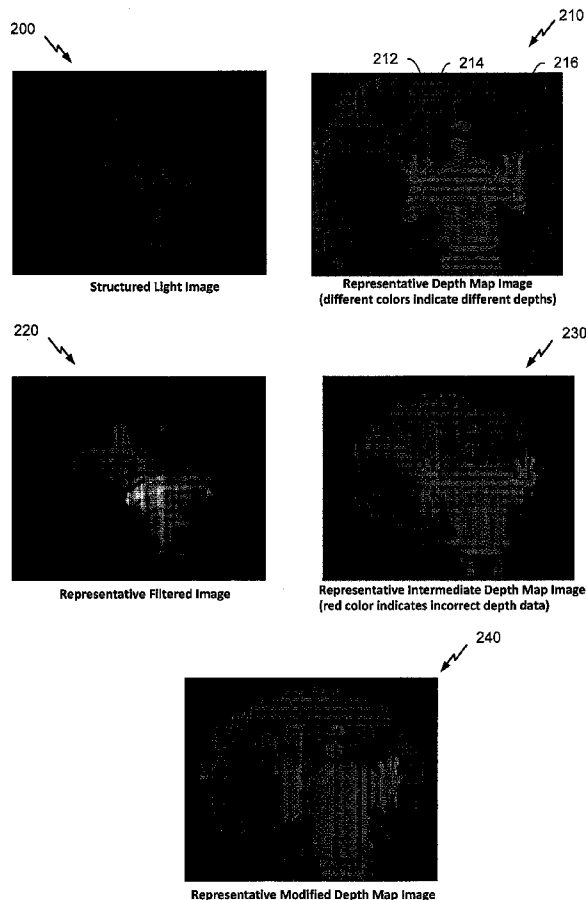 200
210
212
214
216
Structured Light Image
Representative Depth Map Image
(different colors indicate different depths)
220
230
Representative Filtered Image
Representative Intermediate Depth Map Image
(red color indicates incorrect depth data)
240
Representative Modified Depth Map Image